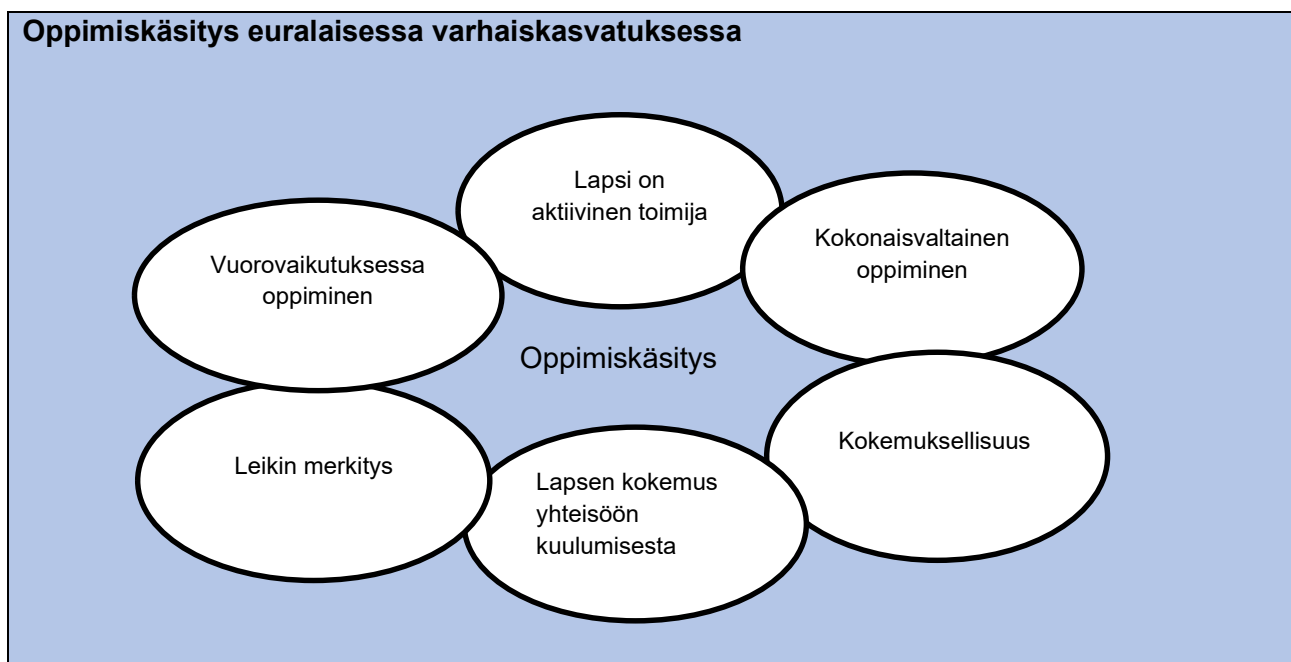 Oppimiskäsitys euralaisessa varhaiskasvatuksessa
Lapsi on
aktiivinen toimija
Kokonaisvaltainen
oppiminen
Vuorovaikutuksessa
oppiminen
Oppimiskäsitys
Kokemuksellisuus
Leikin merkitys
Lapsen kokemus
yhteisöön
kuulumisesta